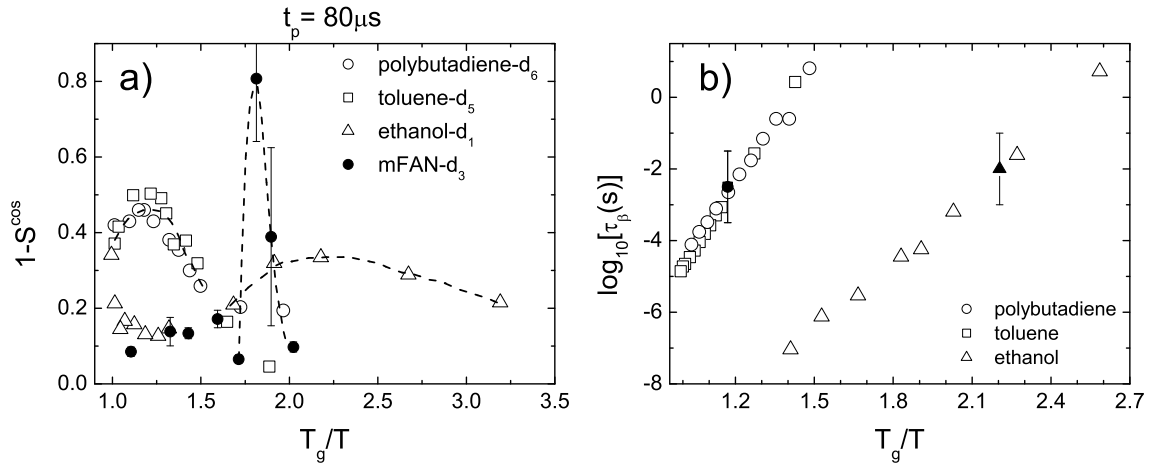 t_p = 80μs
a)
polybutadiene-d_6
toluene-d_5
ethanol-d_1
mFAN-d_3
1-S^cos
0.8
0.6
0.4
0.2
0.0
1.0 1.5 2.0 2.5 3.0 3.5
T_g/T
b)
log_10[τ_β(s)]
0
-2
-4
-6
-8
polybutadiene
toluene
ethanol
1.2 1.5 1.8 2.1 2.4 2.7
T_g/T